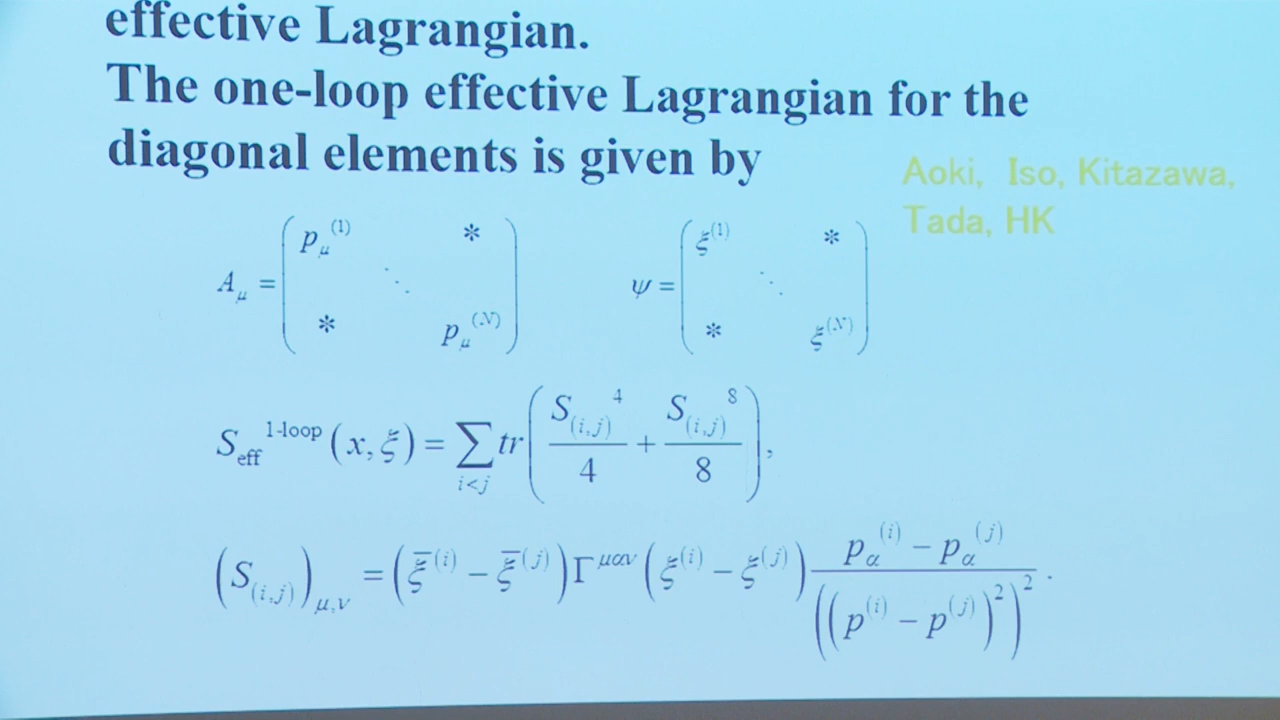 effective Lagrangian.
The one-loop effective Lagrangian for the
diagonal elements is given by
Aoki, Iso, Kitazawa,
Tada, HK
A_μ = ( p_μ^(1) * ⋱ * p_μ^(N) ) ψ = ( ξ^(1) * ⋱ * ξ^(N) )
S_eff^1-loop (x, ξ) = ∑_{i<j} tr ( S_(i,j)^4 / 4 + S_(i,j)^8 / 8 ),
(S_(i,j))_{μ,ν} = ( ξ̄^(i) − ξ̄^(j) ) Γ^{μαν} ( ξ^(i) − ξ^(j) ) (p_α^(i) − p_α^(j)) / ((p^(i) − p^(j))^2)^2 .